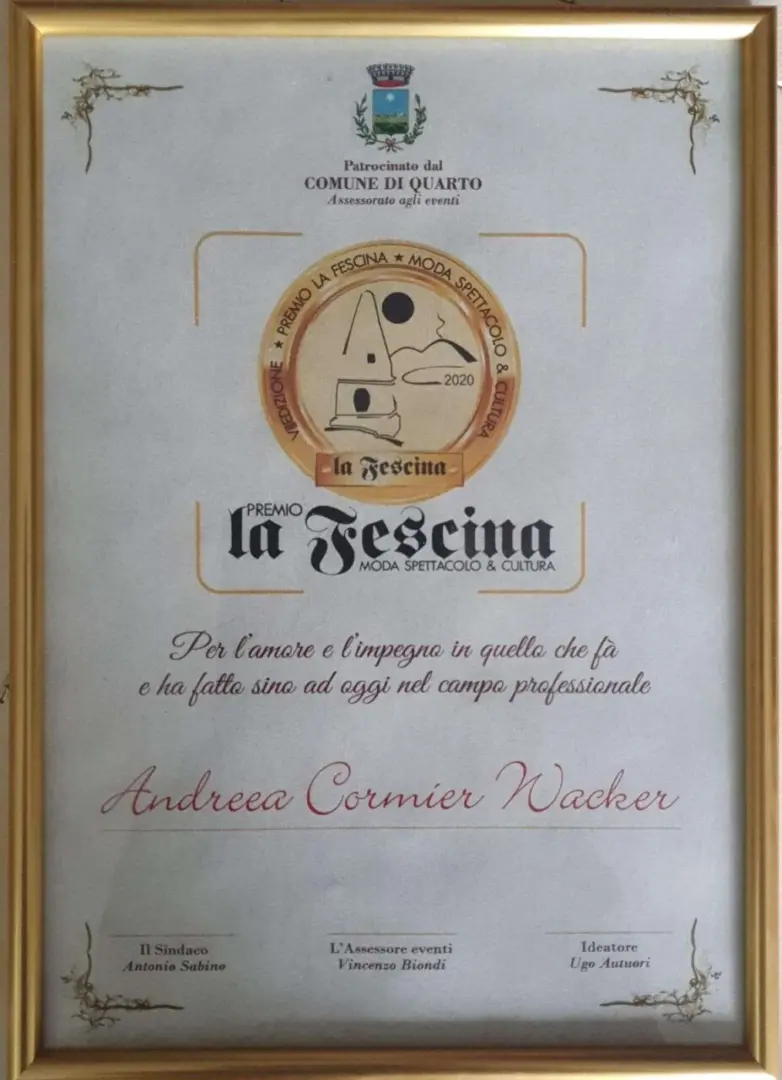 Patrocinato dal
COMUNE DI QUARTO
Assessorato agli eventi
VII EDIZIONE ★ PREMIO LA FESCINA ★ MODA SPETTACOLO & CULTURA
2020
la Fescina
PREMIO
la Fescina
MODA SPETTACOLO & CULTURA
Per l'amore e l'impegno in quello che fà
e ha fatto sino ad oggi nel campo professionale
Andreea Cormier Wacker
Il Sindaco
Antonio Sabino
L'Assessore eventi
Vincenzo Biondi
Ideatore
Ugo Autuori